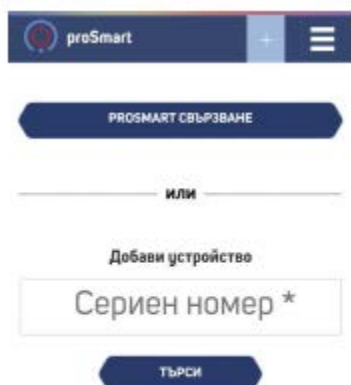 proSmart
+
PROSMART СВЪРЗВАНЕ
или
Добави устройство
Сериен номер *
ТЪРСИ